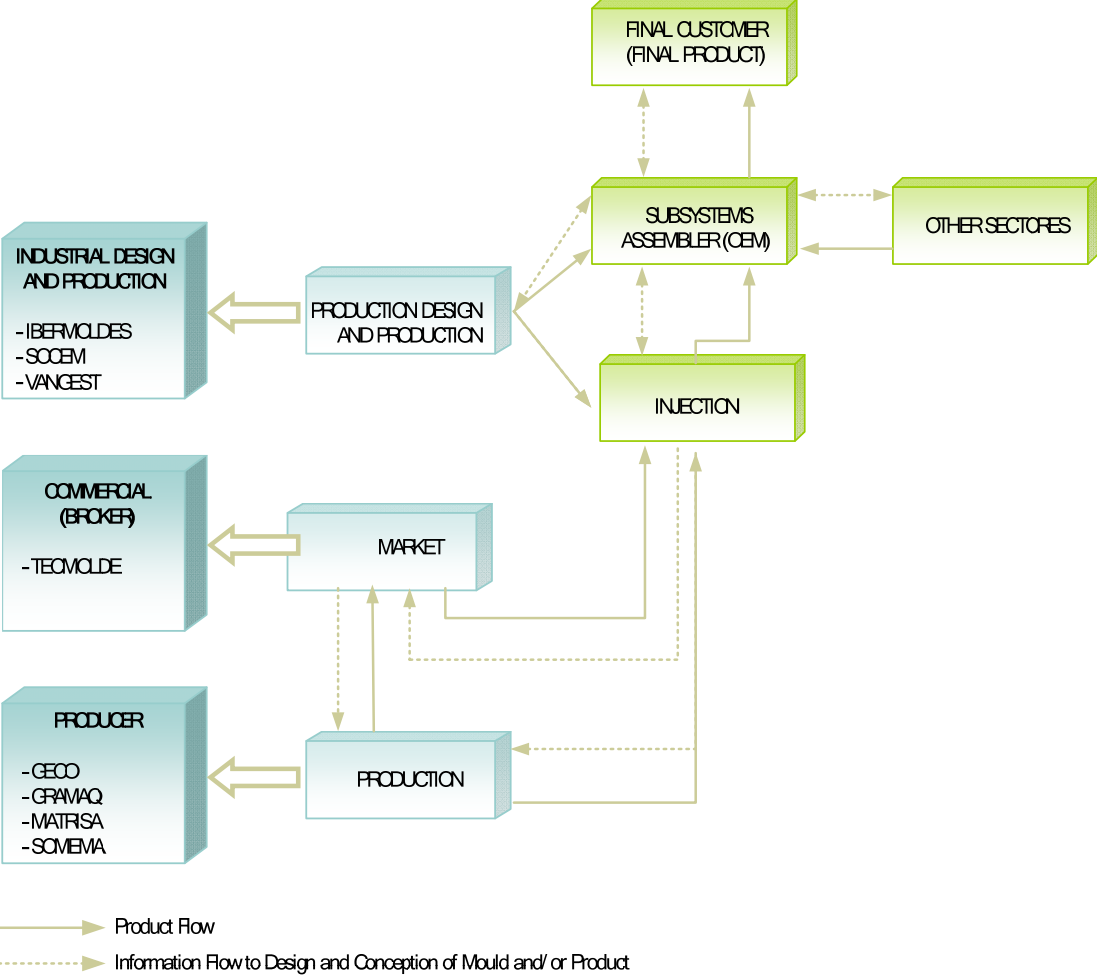 FINAL CUSTOMER
(FINAL PRODUCT)
SUBSYSTEMS
ASSEMBLER (OEM)
OTHER SECTORES
INDUSTRIAL DESIGN
AND PRODUCTION
- IBERMOLDES
- SOCEM
- VANGEST
PRODUCTION DESIGN
AND PRODUCTION
INJECTION
COMMERCIAL
(BROKER)
- TECMOLDE
MARKET
PRODUCER
- GECO
- GRAMAQ
- MATRISA
- SOMEMA
PRODUCTION
Product Flow
Information Flow to Design and Conception of Mould and/ or Product